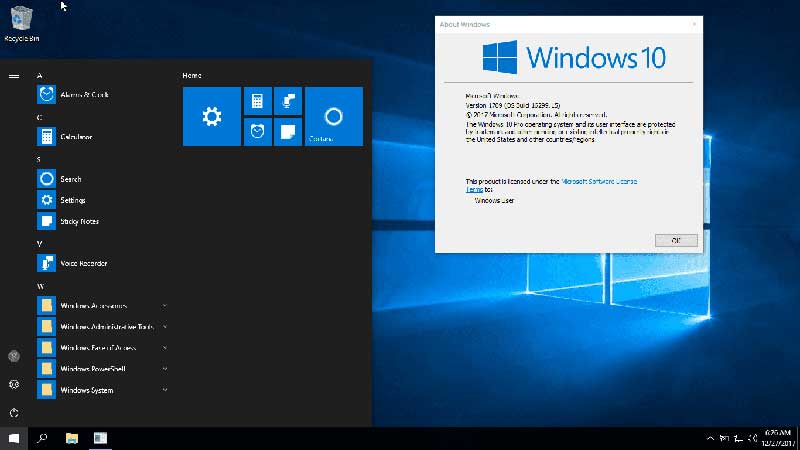 Recycle Bin
A
Alarms & Clock
C
Calculator
S
Search
Settings
Sticky Notes
V
Voice Recorder
W
Windows Accessories
Windows Administrative Tools
Windows Ease of Access
Windows PowerShell
Windows System
Home
Cortana
About Windows
Windows 10
Microsoft Windows
Version 1709 (OS Build 16299.15)
© 2017 Microsoft Corporation. All rights reserved.
The Windows 10 Pro operating system and its user interface are protected
by trademark and other pending or existing intellectual property rights in
the United States and other countries/regions.
This product is licensed under the Microsoft Software License
Terms to:
Windows User
OK
6:26 AM
12/27/2017